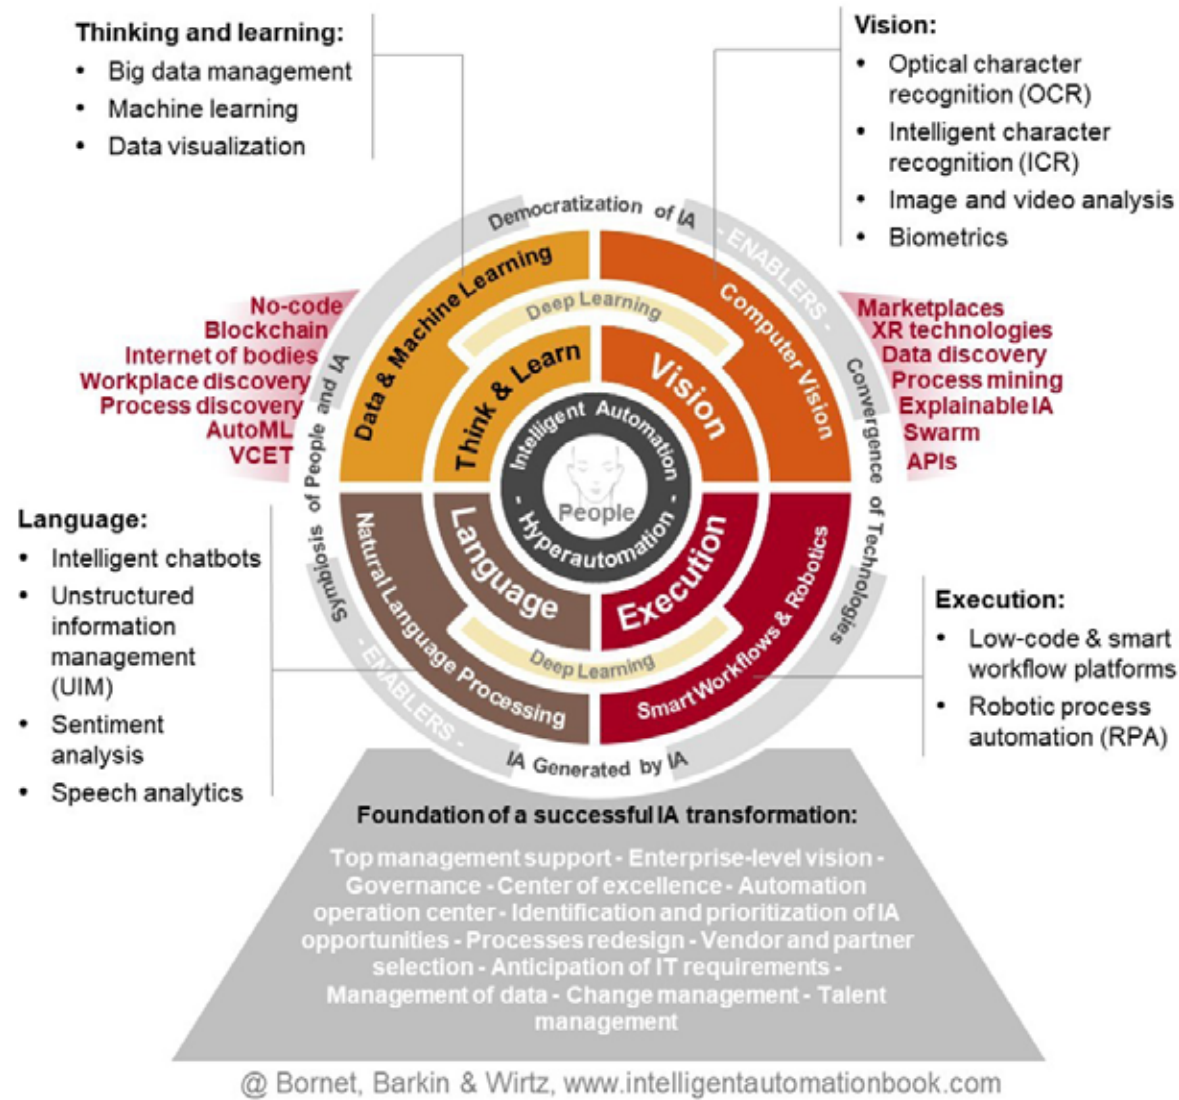 Thinking and learning:
• Big data management
• Machine learning
• Data visualization
Vision:
• Optical character
recognition (OCR)
• Intelligent character
recognition (ICR)
• Image and video analysis
• Biometrics
Democratization of IA
- ENABLERS -
Convergence of Technologies
Symbiosis of People and IA
- ENABLERS -
IA Generated by IA
No-code
Blockchain
Internet of bodies
Workplace discovery
Process discovery
AutoML
VCET
Marketplaces
XR technologies
Data discovery
Process mining
Explainable IA
Swarm
APIs
Data & Machine Learning
Computer Vision
Deep Learning
Think & Learn
Vision
Intelligent Automation
People
- Hyperautomation -
Language
Execution
Deep Learning
Natural Language Processing
Smart Workflows & Robotics
Language:
• Intelligent chatbots
• Unstructured
information
management
(UIM)
• Sentiment
analysis
• Speech analytics
Execution:
• Low-code & smart
workflow platforms
• Robotic process
automation (RPA)
Foundation of a successful IA transformation:
Top management support - Enterprise-level vision -
Governance - Center of excellence - Automation
operation center - Identification and prioritization of IA
opportunities - Processes redesign - Vendor and partner
selection - Anticipation of IT requirements -
Management of data - Change management - Talent
management
@ Bornet, Barkin & Wirtz, www.intelligentautomationbook.com